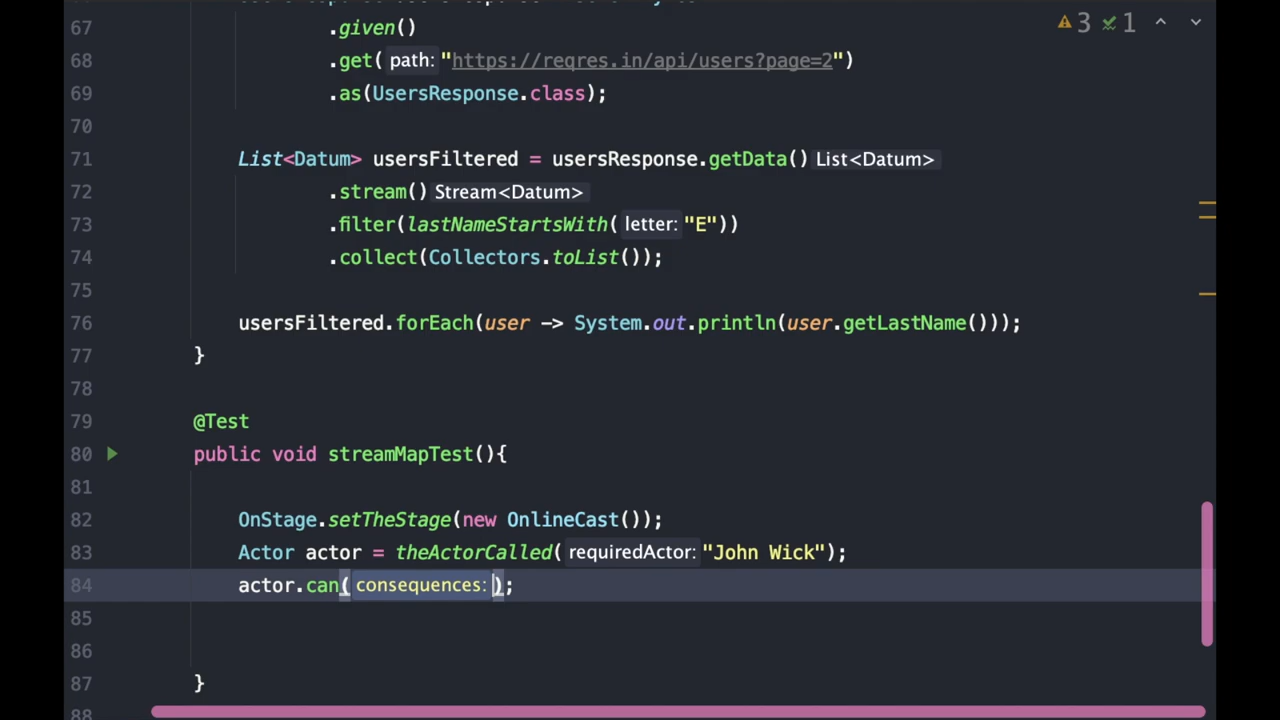 67 .given()
3 1
68 .get( path: "https://reqres.in/api/users?page=2")
69 .as(UsersResponse.class);
70
71 List<Datum> usersFiltered = usersResponse.getData() List<Datum>
72 .stream() Stream<Datum>
73 .filter(lastNameStartsWith( letter: "E"))
74 .collect(Collectors.toList());
75
76 usersFiltered.forEach(user -> System.out.println(user.getLastName()));
77 }
78
79 @Test
80 public void streamMapTest(){
81
82 OnStage.setTheStage(new OnlineCast());
83 Actor actor = theActorCalled( requiredActor: "John Wick");
84 actor.can( consequences: );
85
86
87 }
88